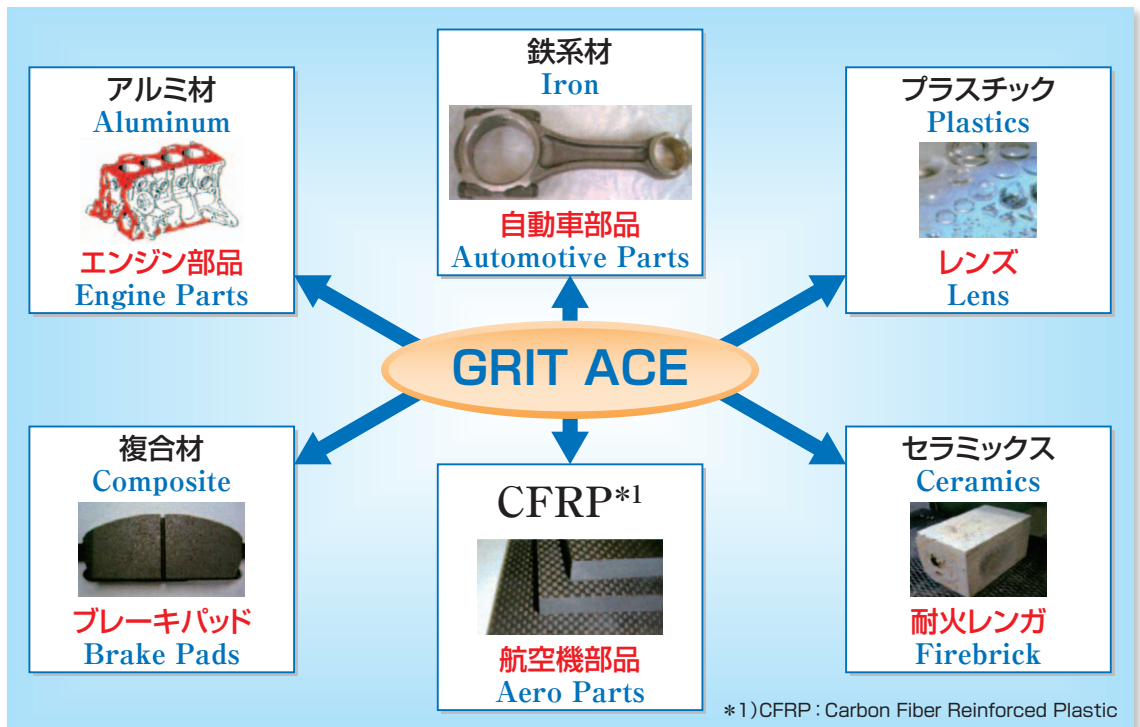 アルミ材
Aluminum
エンジン部品
Engine Parts
鉄系材
Iron
自動車部品
Automotive Parts
プラスチック
Plastics
レンズ
Lens
GRIT ACE
複合材
Composite
ブレーキパッド
Brake Pads
CFRP*1
航空機部品
Aero Parts
セラミックス
Ceramics
耐火レンガ
Firebrick
*1)CFRP：Carbon Fiber Reinforced Plastic